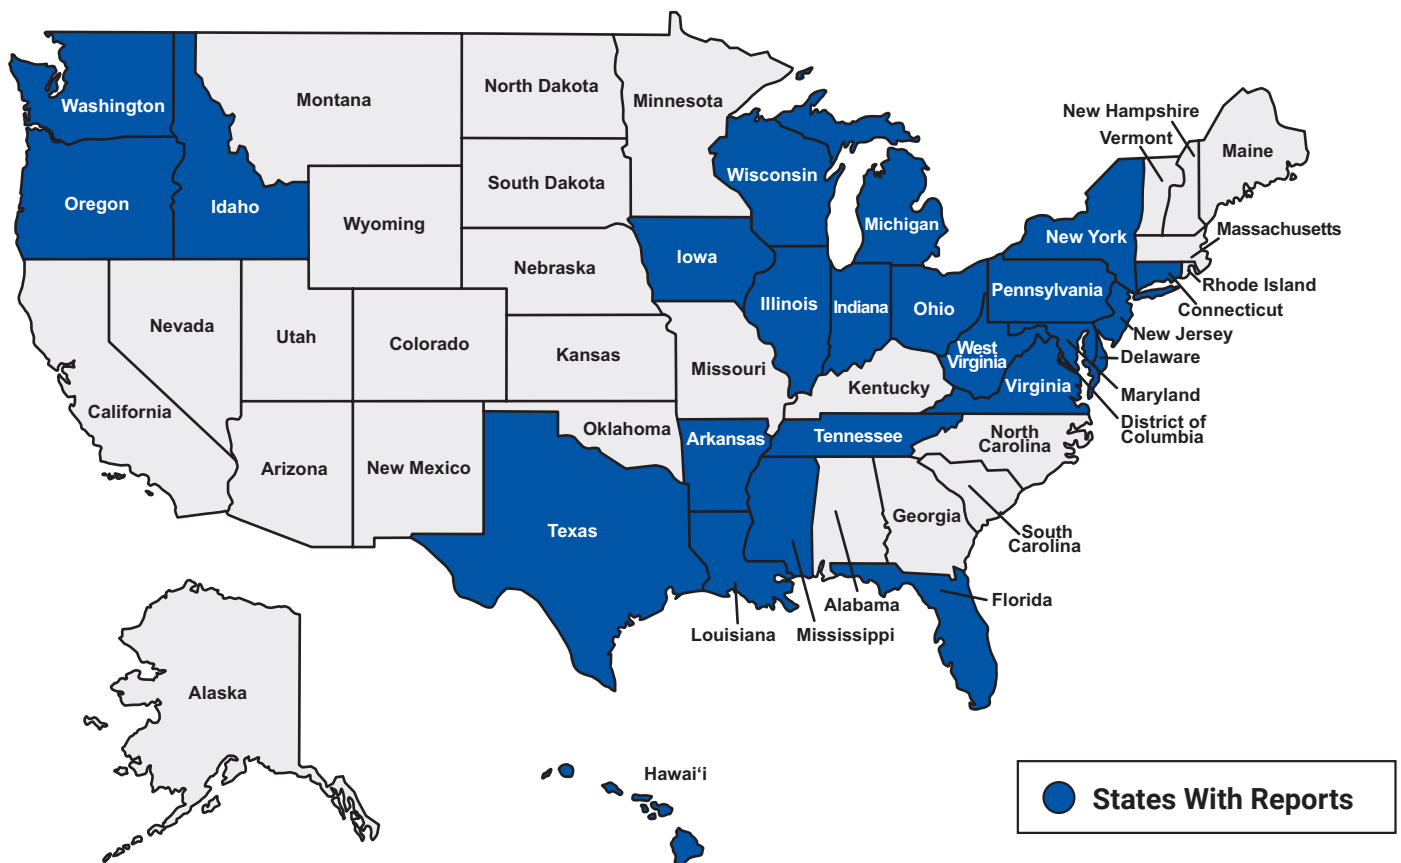 New Hampshire
Vermont
Maine
Washington
Montana
North Dakota
Minnesota
Wisconsin
South Dakota
Oregon
Idaho
Wyoming
Michigan
New York
Massachusetts
Iowa
Nebraska
Rhode Island
Pennsylvania
Connecticut
Illinois
Indiana
Ohio
Nevada
Utah
Colorado
Kansas
Missouri
West
Virginia
New Jersey
Delaware
Virginia
Kentucky
Maryland
California
District of
Columbia
Oklahoma
Arkansas
Tennessee
North
Carolina
Arizona
New Mexico
Texas
Georgia
South
Carolina
Alabama
Florida
Louisiana
Mississippi
Alaska
Hawai‘i
States With Reports